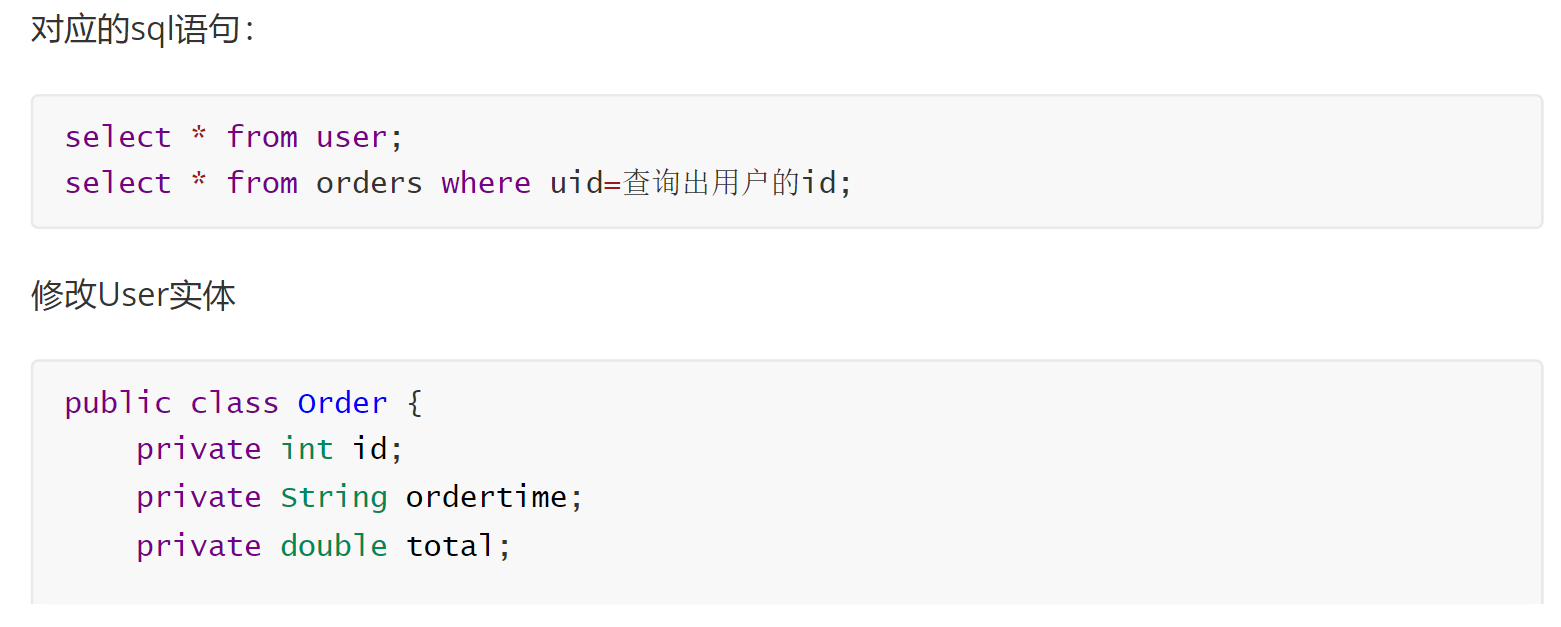 对应的sql语句：
select * from user;
select * from orders where uid=查询出用户的id;
修改User实体
public class Order {
    private int id;
    private String ordertime;
    private double total;